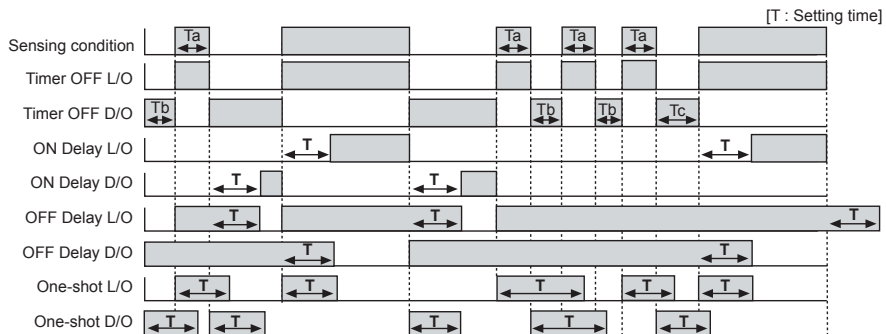 [T : Setting time]
Sensing condition Ta Ta Ta Ta
Timer OFF L/O
Timer OFF D/O Tb Tb Tb Tc
ON Delay L/O T T
ON Delay D/O T T
OFF Delay L/O T T T
OFF Delay D/O T T
One-shot L/O T T T T T
One-shot D/O T T T T T